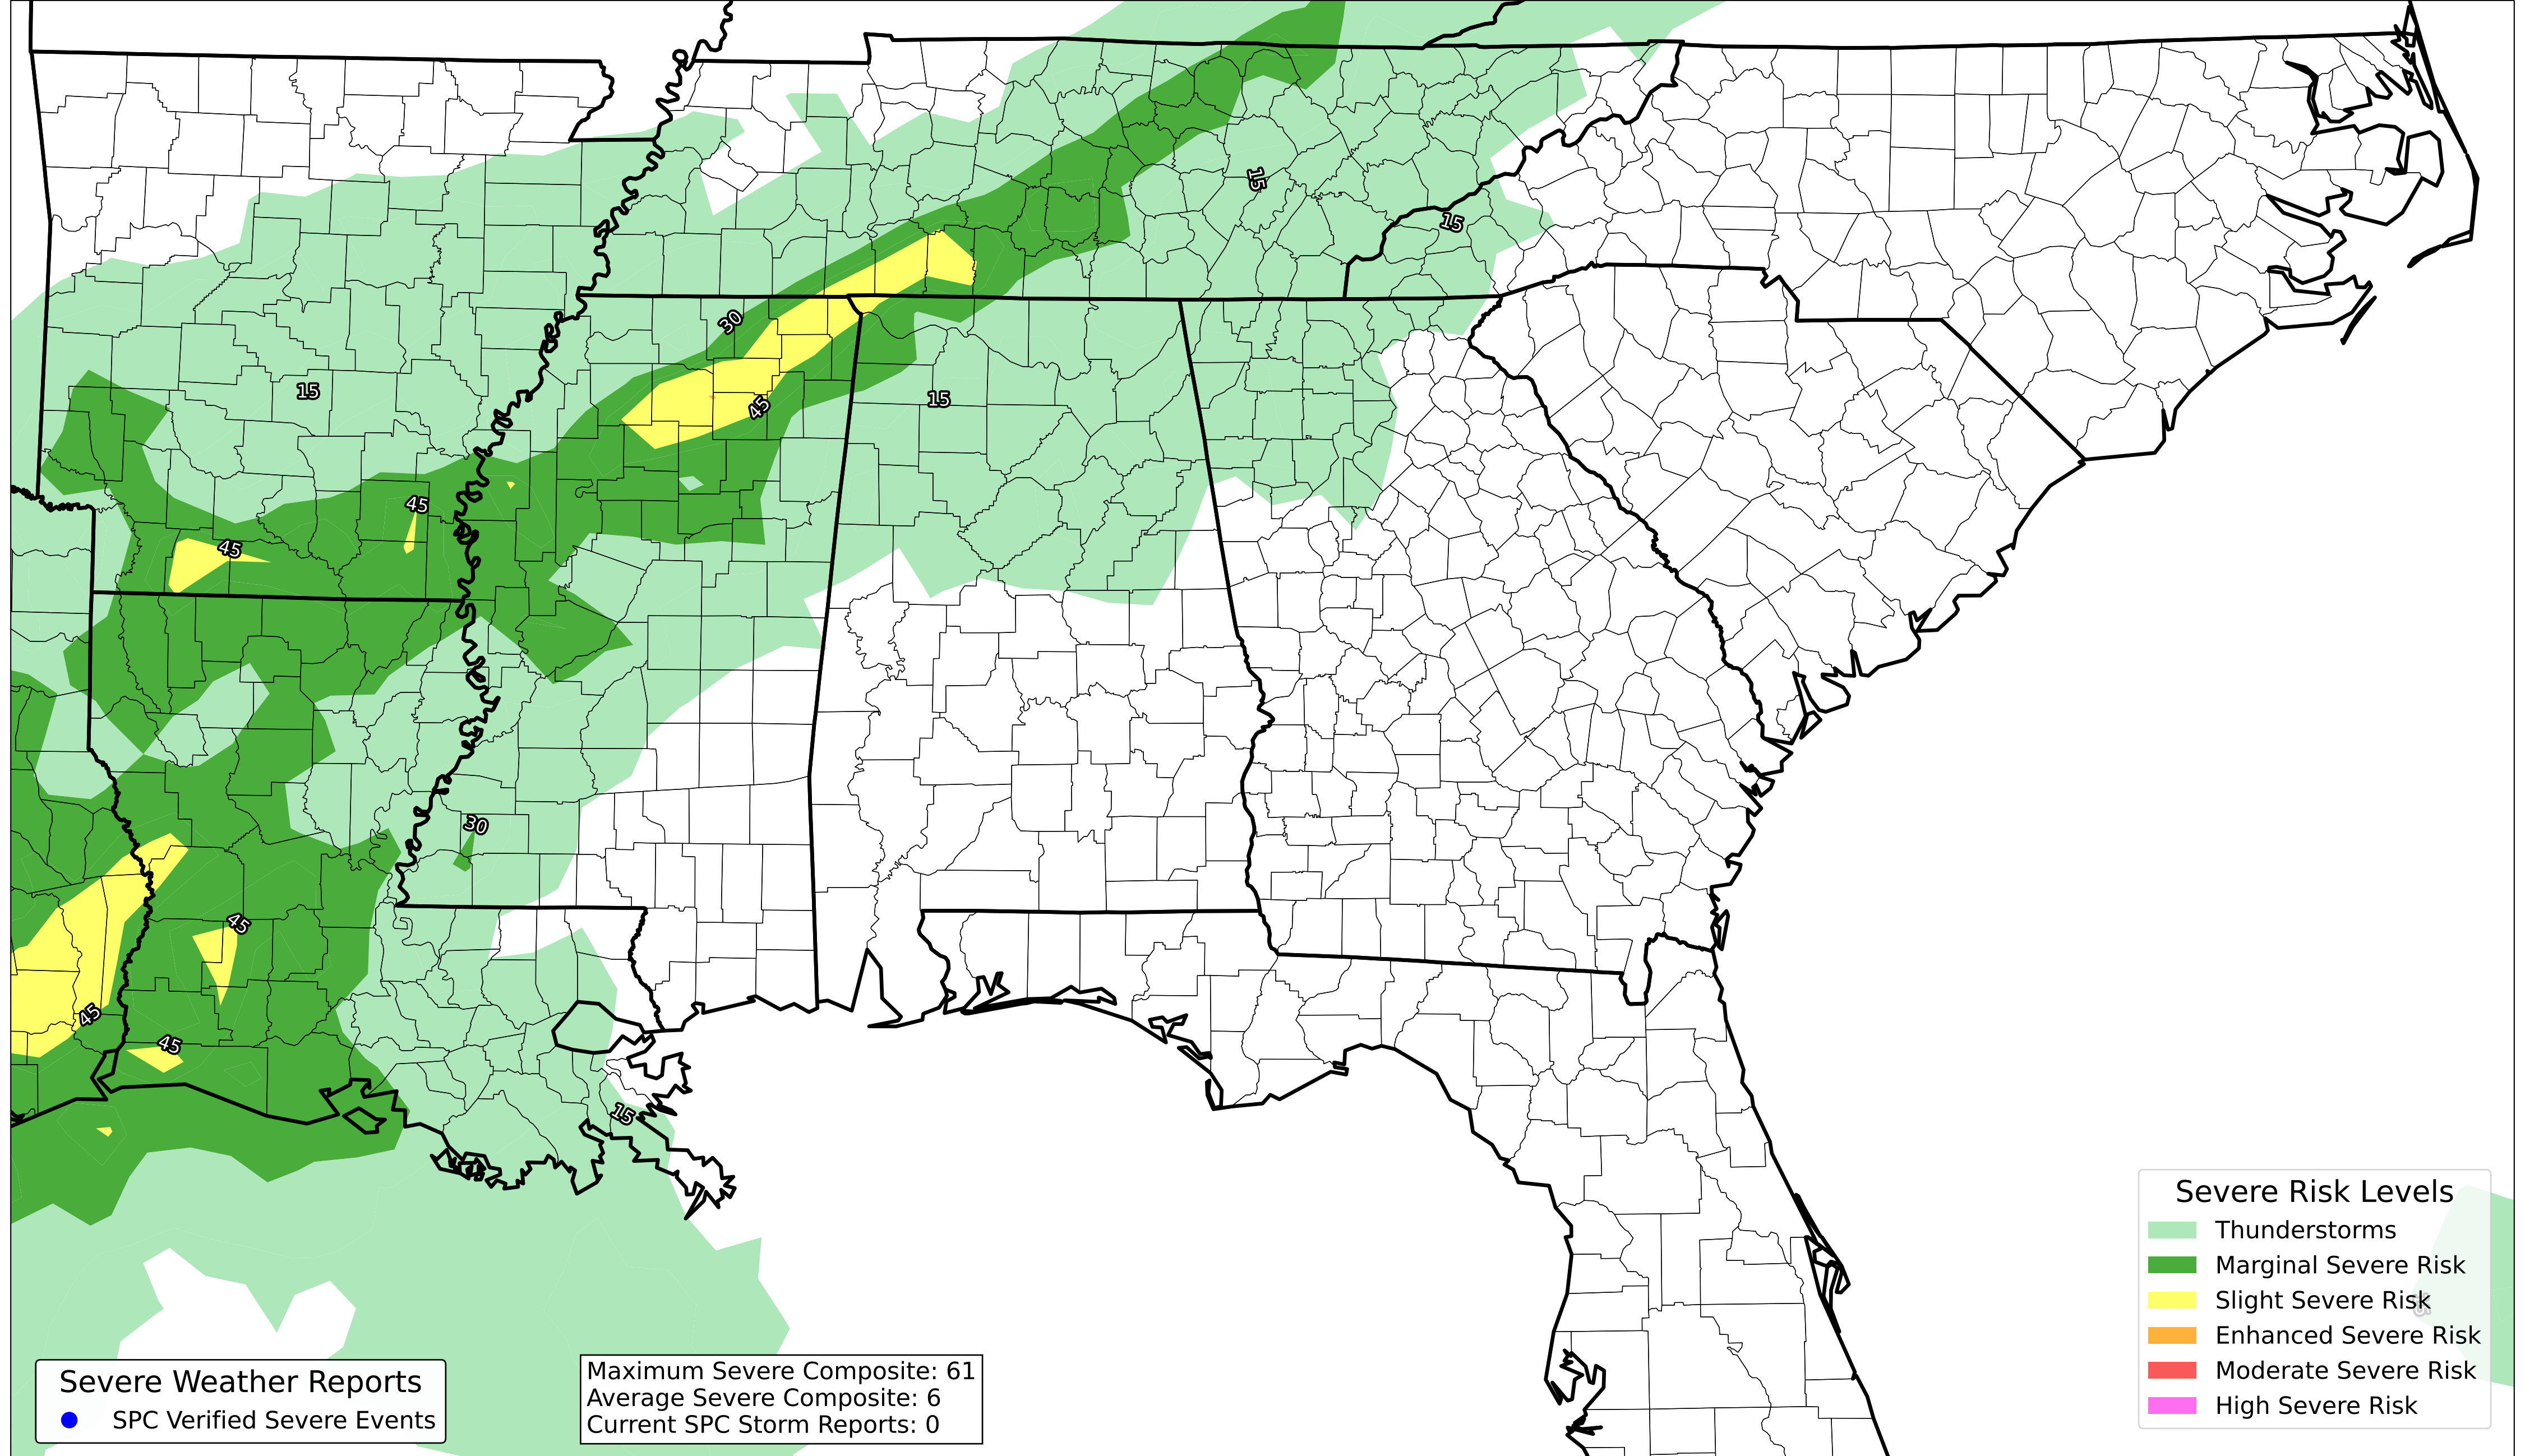 15
15
30
15
15
45
45
45
30
45
45
45
15
Severe Risk Levels
Thunderstorms
Marginal Severe Risk
Slight Severe Risk
Enhanced Severe Risk
Moderate Severe Risk
High Severe Risk
Severe Weather Reports
SPC Verified Severe Events
Maximum Severe Composite: 61
Average Severe Composite: 6
Current SPC Storm Reports: 0